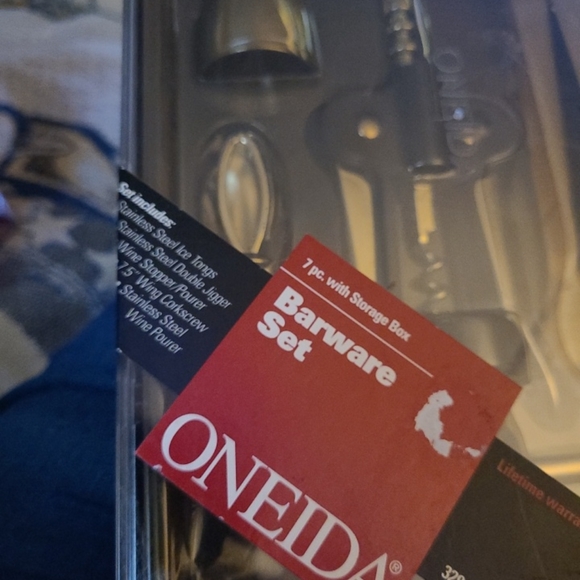 Set includes:
Stainless Steel Ice Tongs
Stainless Steel Double Jigger
Wine Stopper/Pourer
7.5" Wing Corkscrew
Stainless Steel
Wine Pourer
7 pc. with Storage Box
Barware
Set
ONEIDA®
Lifetime warra